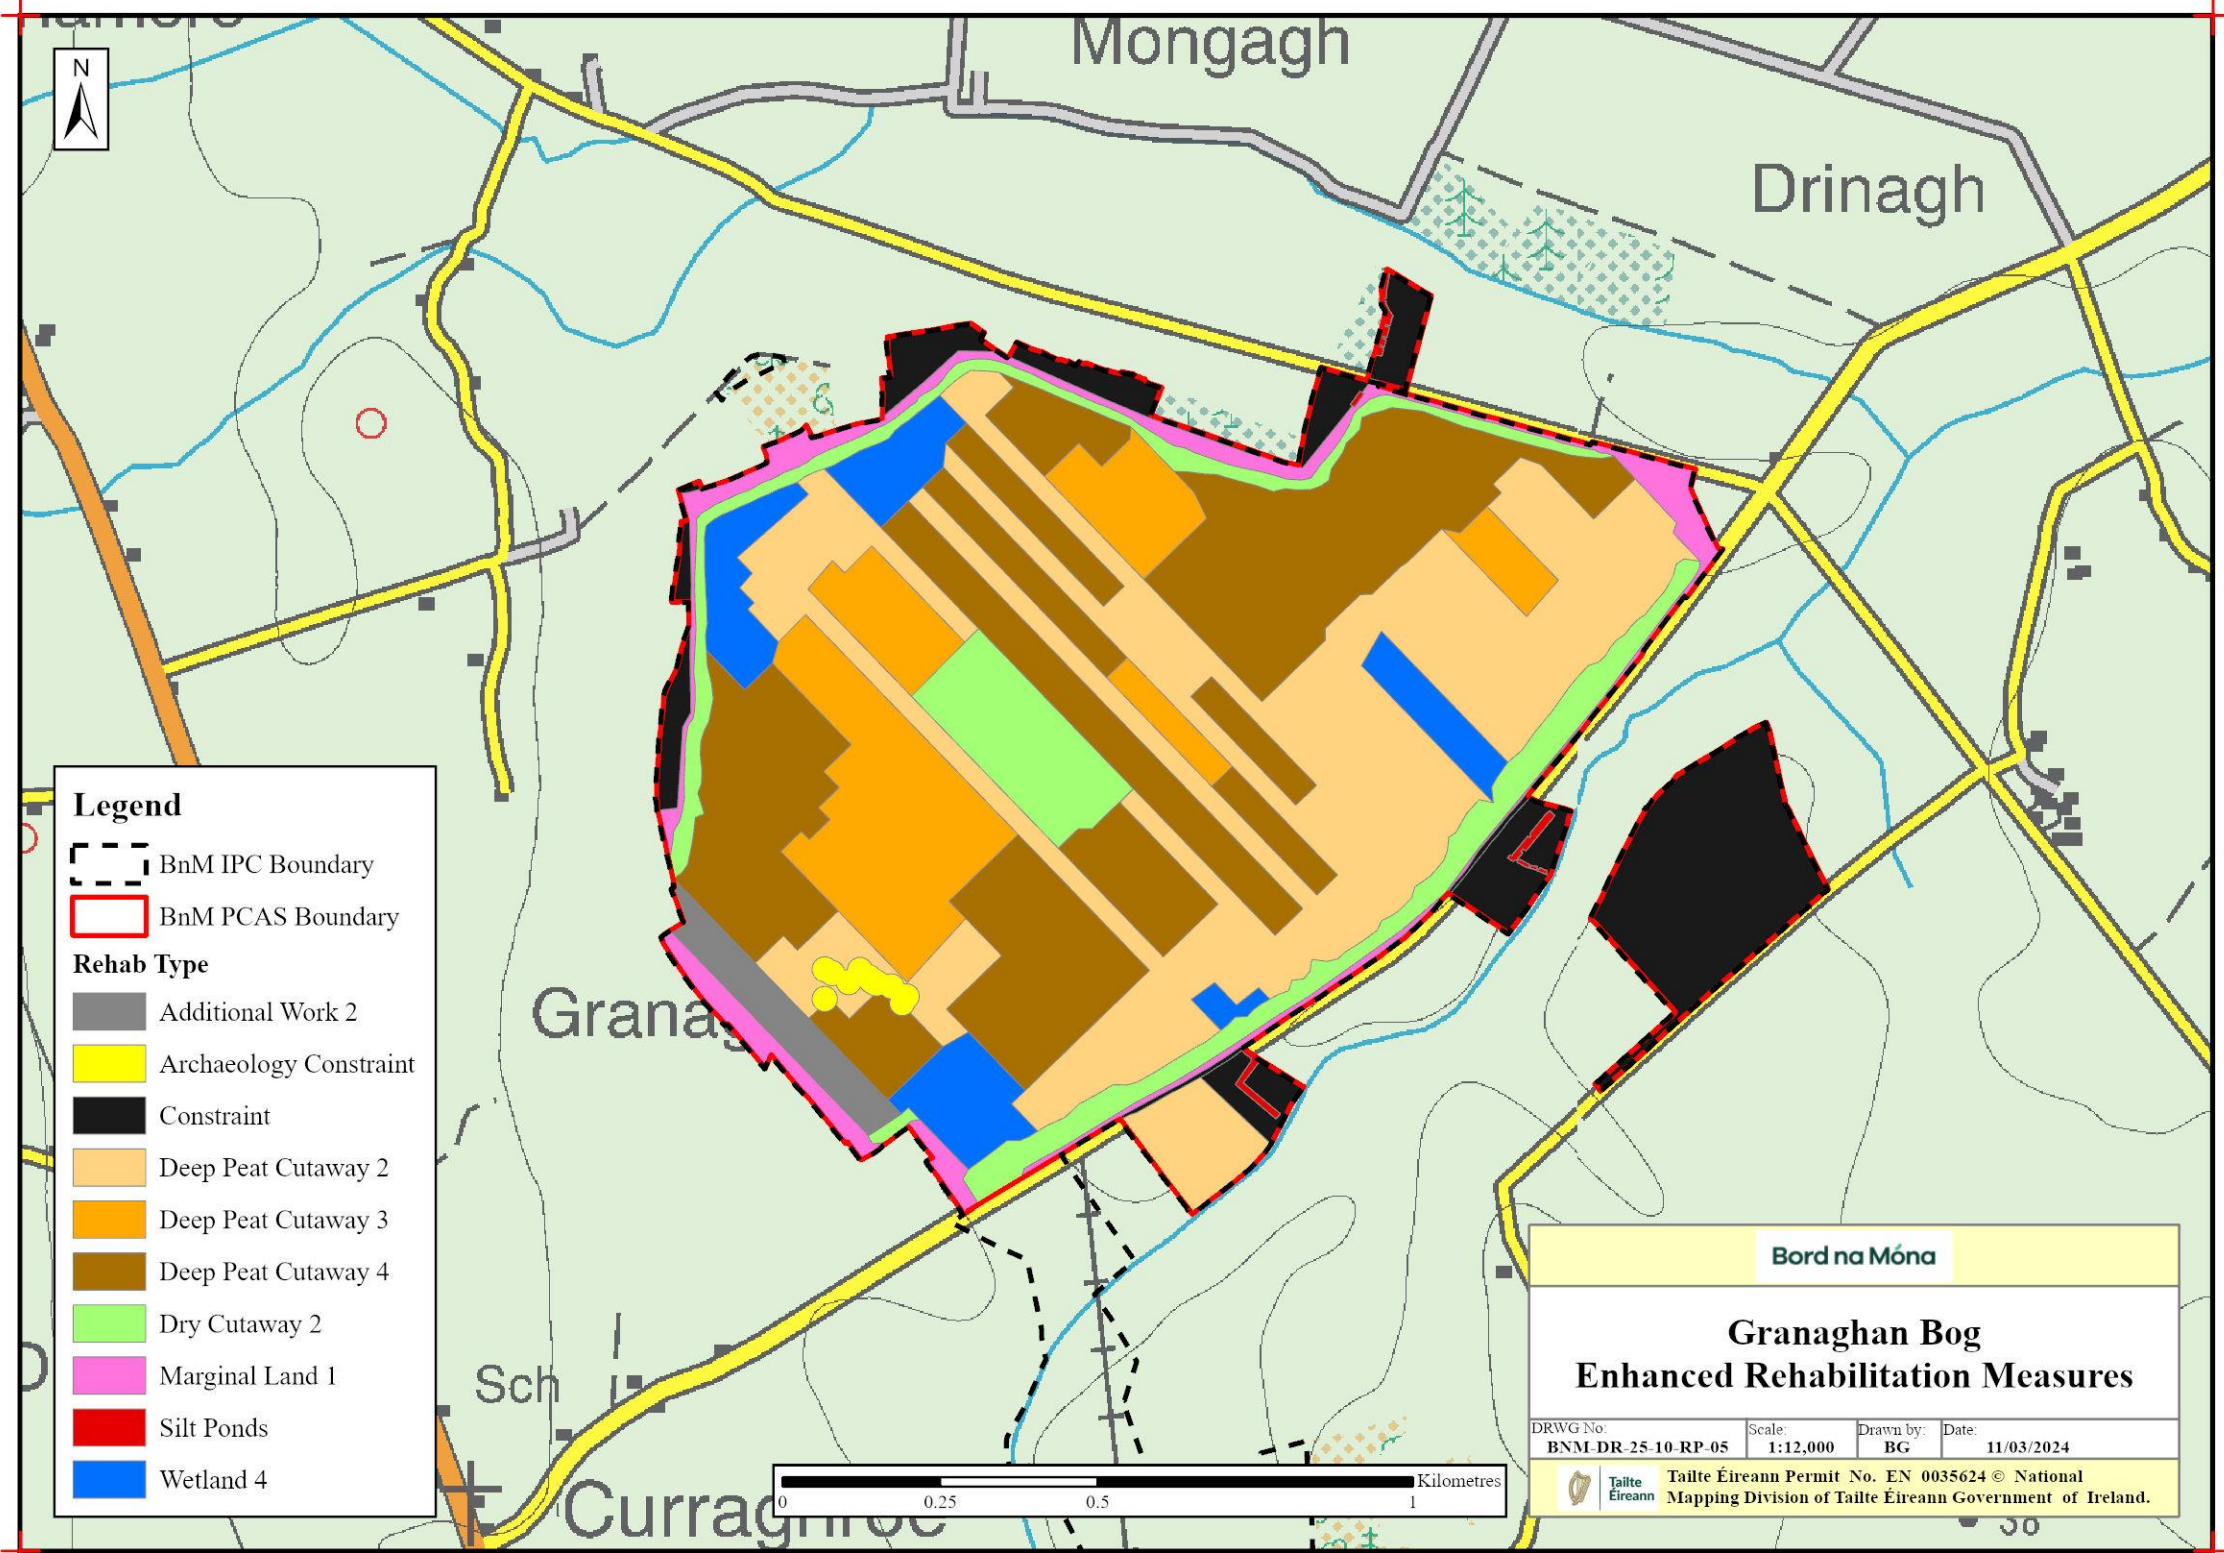 Mongagh
Drinagh
N
Legend
BnM IPC Boundary
BnM PCAS Boundary
Rehab Type
Additional Work 2
Archaeology Constraint
Constraint
Deep Peat Cutaway 2
Deep Peat Cutaway 3
Deep Peat Cutaway 4
Dry Cutaway 2
Marginal Land 1
Silt Ponds
Wetland 4
Sch
0 0.25 0.5 1 Kilometres
Bord na Móna
Granaghan Bog
Enhanced Rehabilitation Measures
DRWG No: Scale: Drawn by: Date:
BNM-DR-25-10-RP-05 1:12,000 BG 11/03/2024
Tailte Éireann
Tailte Éireann Permit No. EN 0035624 © National
Mapping Division of Tailte Éireann Government of Ireland.